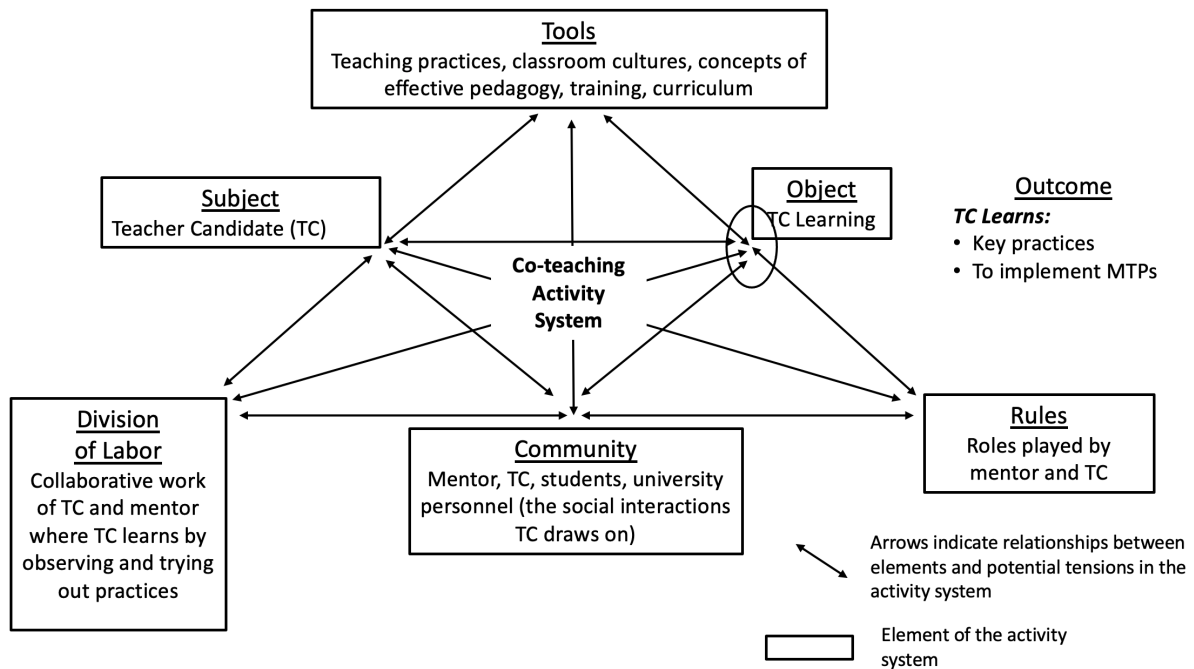 Tools
Teaching practices, classroom cultures, concepts of
effective pedagogy, training, curriculum
Subject
Teacher Candidate (TC)
Object
TC Learning
Outcome
TC Learns:
• Key practices
• To implement MTPs
Co-teaching
Activity
System
Division
of Labor
Collaborative work
of TC and mentor
where TC learns by
observing and trying
out practices
Community
Mentor, TC, students, university
personnel (the social interactions
TC draws on)
Rules
Roles played by
mentor and TC
Arrows indicate relationships between
elements and potential tensions in the
activity system
Element of the activity
system